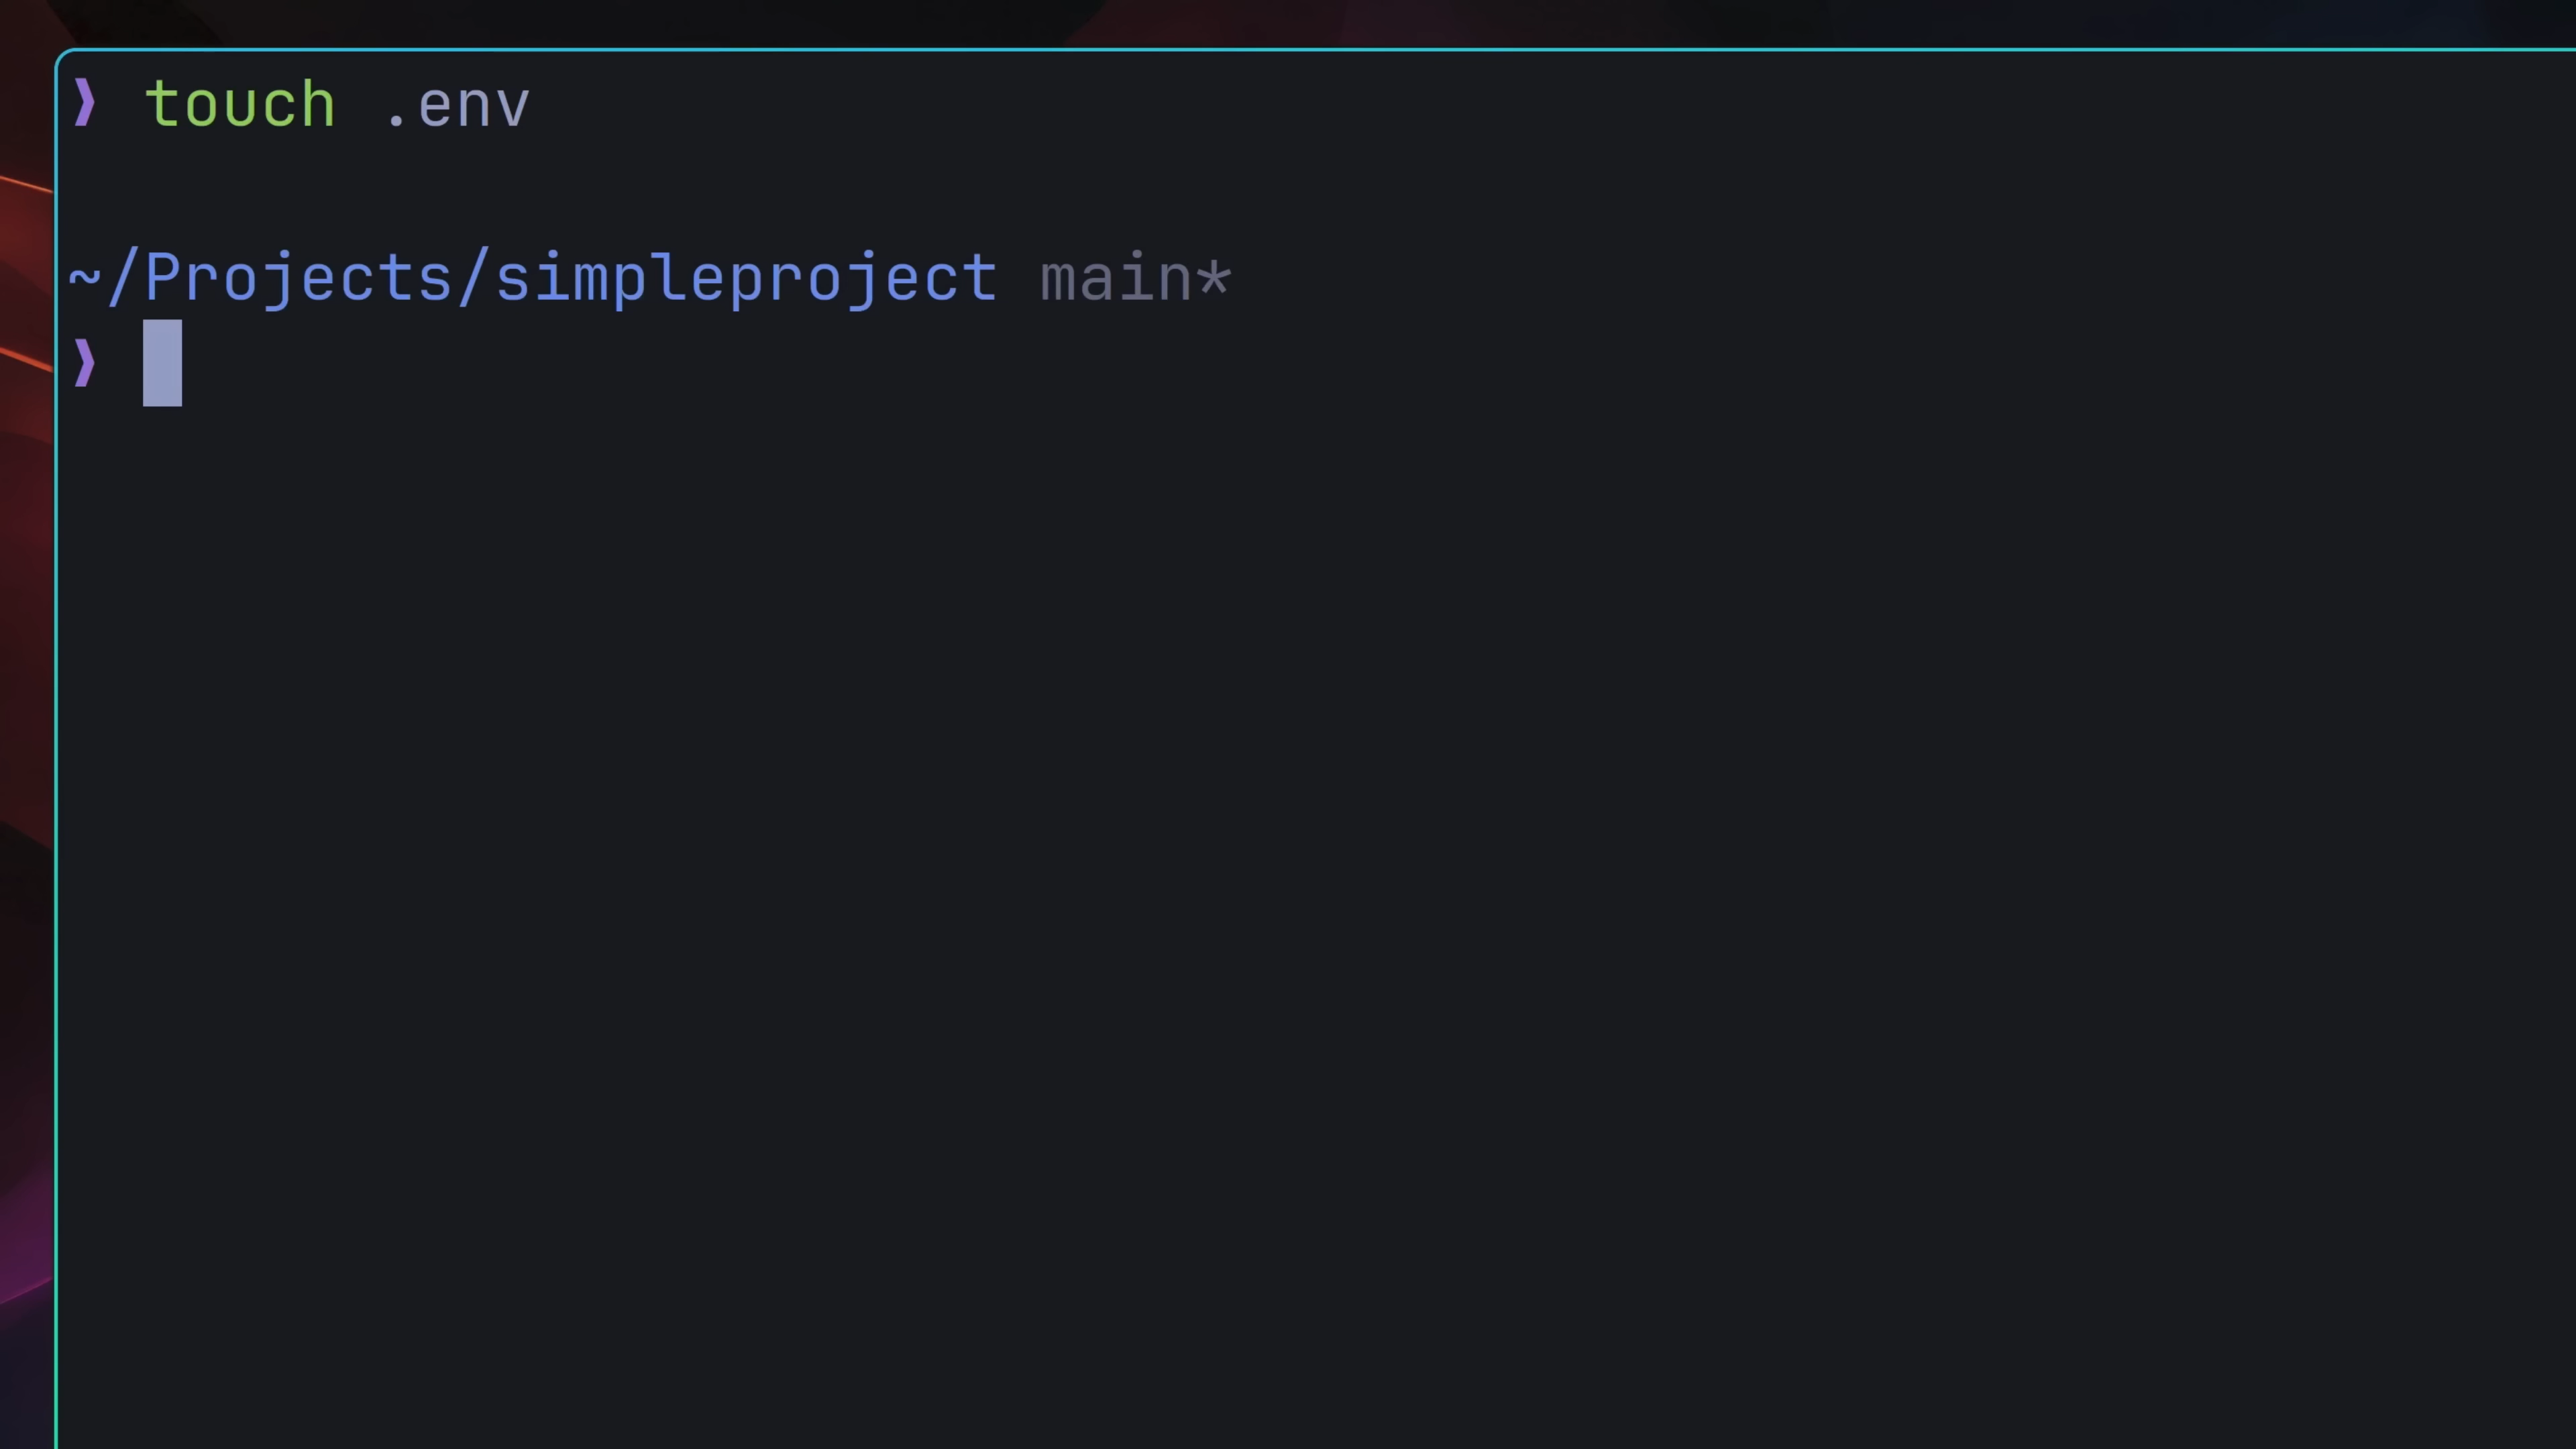 ❯ touch .env
~/Projects/simpleproject main*
❯